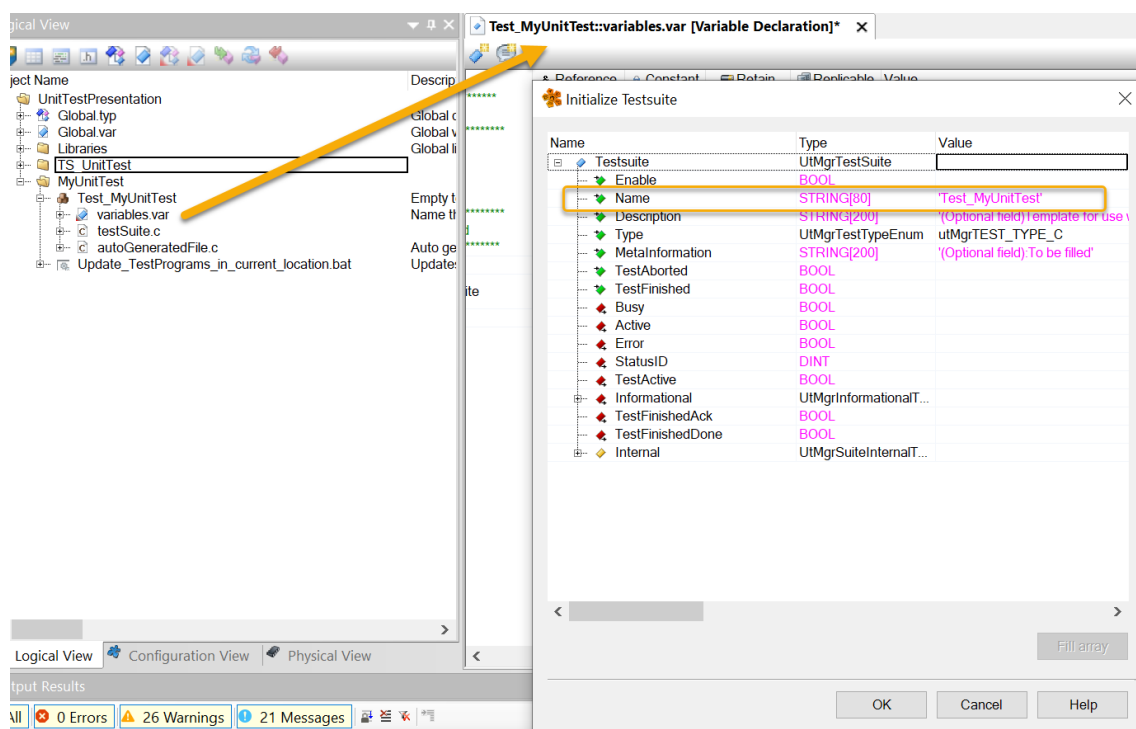 gical View
Test_MyUnitTest::variables.var [Variable Declaration]*
ject Name Descrip
UnitTestPresentation
Global.typ Global
Global.var Global v
Libraries Global li
TS_UnitTest
MyUnitTest
Test_MyUnitTest Empty t
variables.var Name th
testSuite.c
autoGeneratedFile.c Auto ge
Update_TestPrograms_in_current_location.bat Update
Logical View Configuration View Physical View
tput Results
All 0 Errors 26 Warnings 21 Messages
& Reference Constant Retain Replicable Value
******
********
********
*******
ite
Initialize Testsuite
Name Type Value
Testsuite UtMgrTestSuite
Enable BOOL
Name STRING[80] 'Test_MyUnitTest'
Description STRING[200] '(Optional field)Template for use
Type UtMgrTestTypeEnum utMgrTEST_TYPE_C
MetaInformation STRING[200] '(Optional field):To be filled'
TestAborted BOOL
TestFinished BOOL
Busy BOOL
Active BOOL
Error BOOL
StatusID DINT
TestActive BOOL
Informational UtMgrInformationalT...
TestFinishedAck BOOL
TestFinishedDone BOOL
Internal UtMgrSuiteInternalT...
Fill array
OK Cancel Help